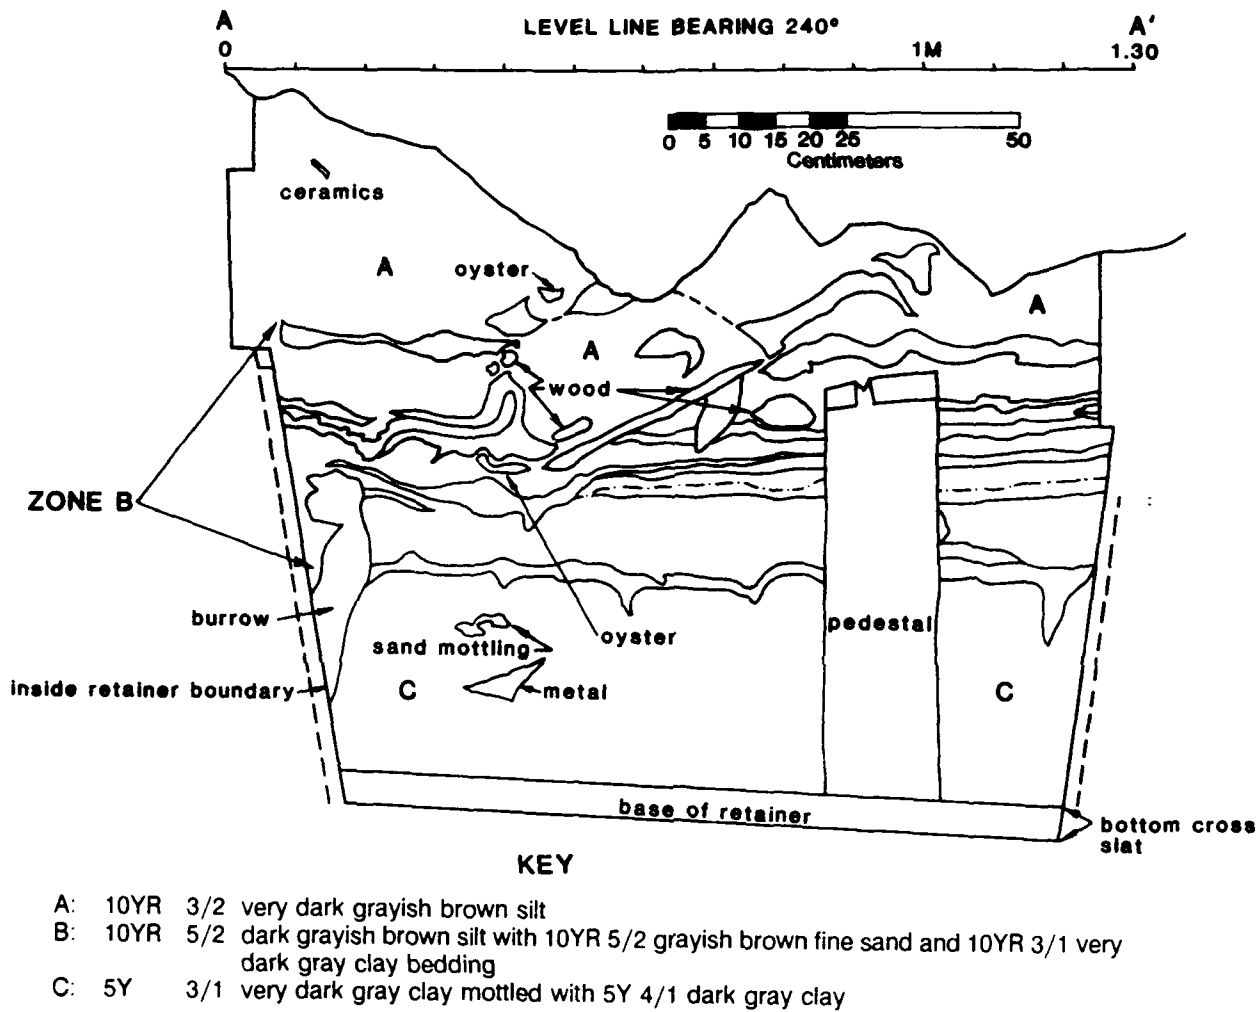 A LEVEL LINE BEARING 240° A'
0 1M 1.30
0 5 10 15 20 25 50
Centimeters
ceramics
A
oyster
A
A
wood
ZONE B
burrow
pedestal
oyster
sand mottling
inside retainer boundary
C
metal
C
base of retainer
bottom cross
slat
KEY
A: 10YR 3/2 very dark grayish brown silt
B: 10YR 5/2 dark grayish brown silt with 10YR 5/2 grayish brown fine sand and 10YR 3/1 very
dark gray clay bedding
C: 5Y 3/1 very dark gray clay mottled with 5Y 4/1 dark gray clay